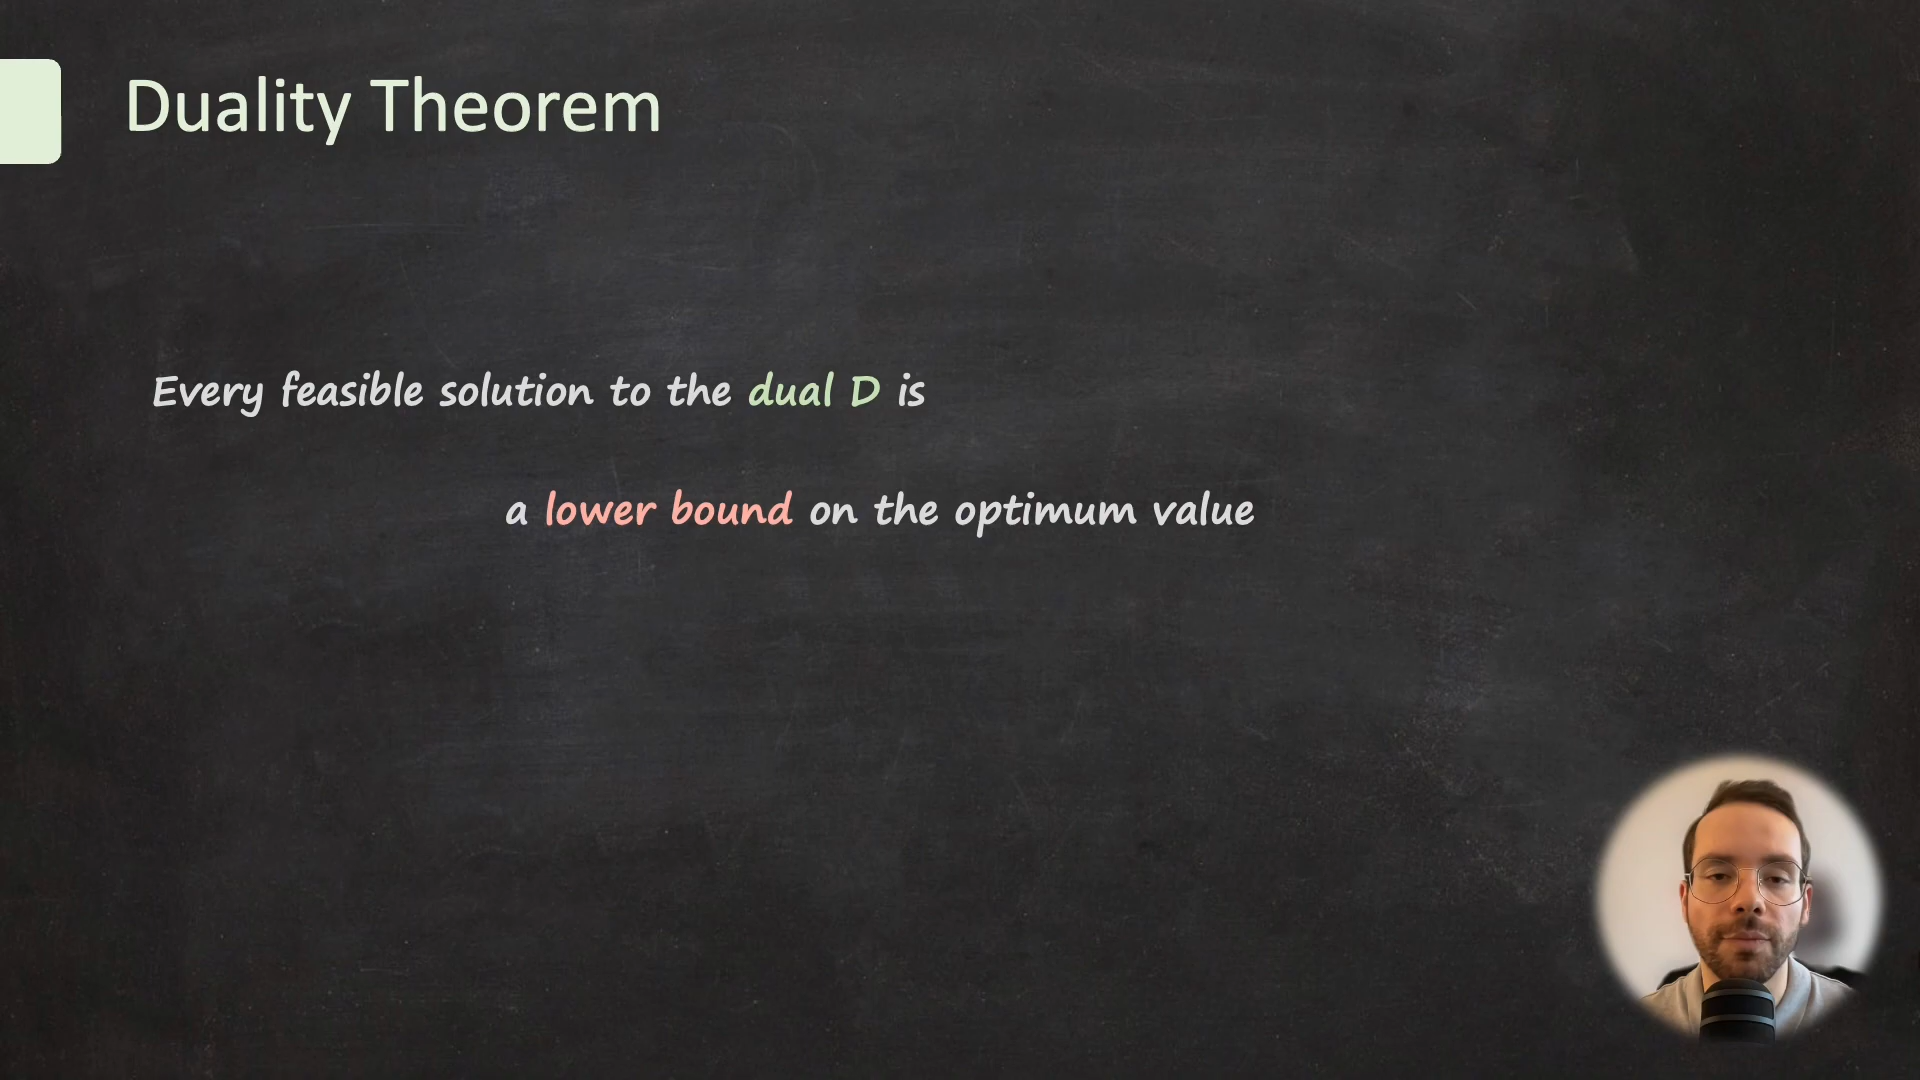 Duality Theorem
Every feasible solution to the dual D is
a lower bound on the optimum value